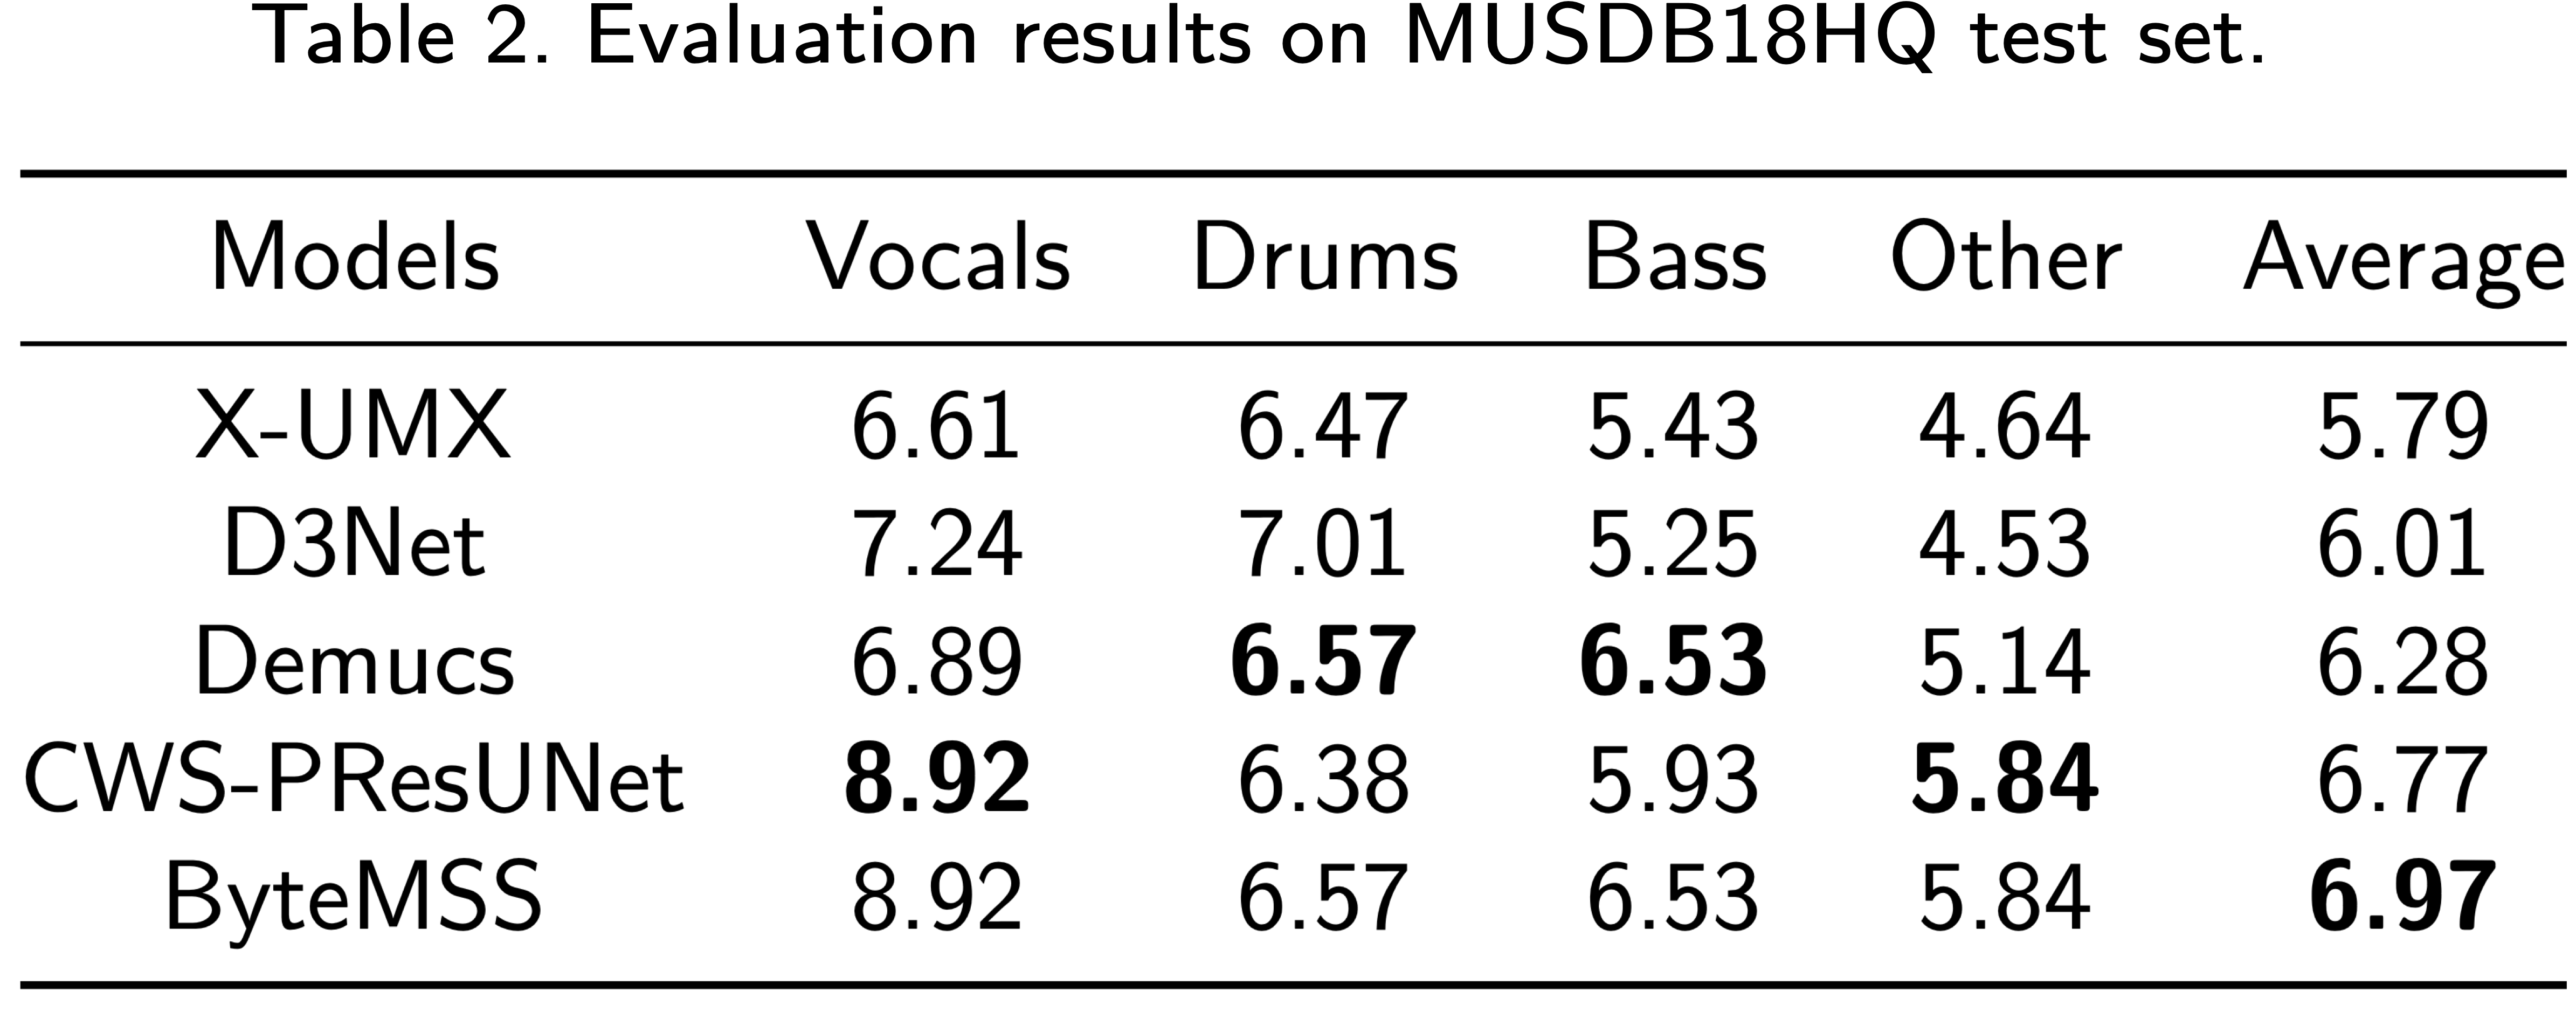 Table 2. Evaluation results on MUSDB18HQ test set.
Models Vocals Drums Bass Other Average
X-UMX 6.61 6.47 5.43 4.64 5.79
D3Net 7.24 7.01 5.25 4.53 6.01
Demucs 6.89 6.57 6.53 5.14 6.28
CWS-PResUNet 8.92 6.38 5.93 5.84 6.77
ByteMSS 8.92 6.57 6.53 5.84 6.97